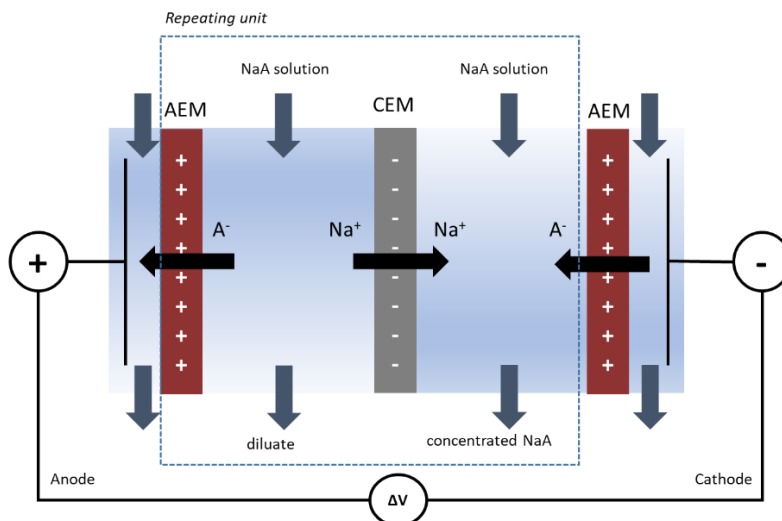 Repeating unit
NaA solution
NaA solution
AEM
CEM
AEM
+
+
+
+
+
+
+
+
-
-
-
-
-
-
-
-
+
+
+
+
+
+
+
+
A⁻
Na⁺
Na⁺
A⁻
+
-
diluate
concentrated NaA
Anode
Cathode
ΔV